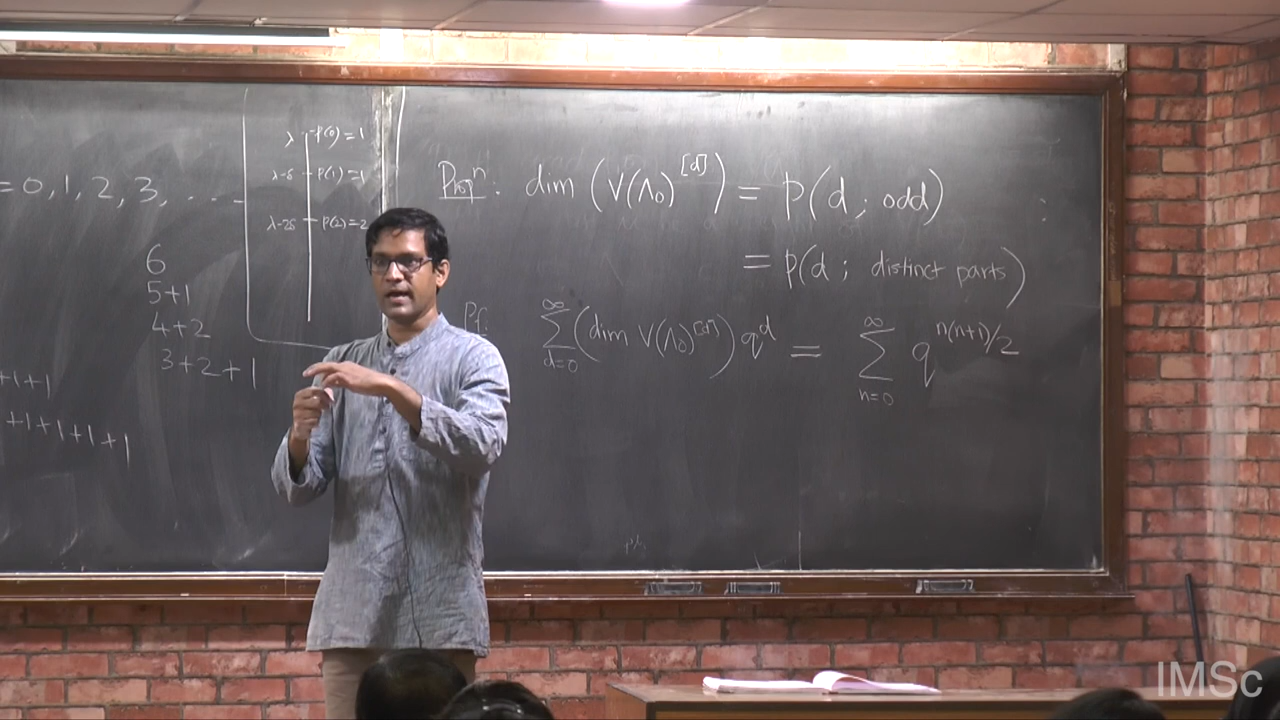 = 0, 1, 2, 3, . . .
6
5+1
4+2
3+2+1
+1+1
+1+1+1+1
λ p(0)=1
λ-δ p(1)=1
λ-2δ p(2)=2
Propⁿ: dim (V(Λ₀)^[d]) = p(d ; odd)
= p(d ; distinct parts)
Pf: ∑_{d=0}^{∞} (dim V(Λ₀)^[d]) q^d = ∑_{n=0}^{∞} q^{n(n+1)/2}
IMSc